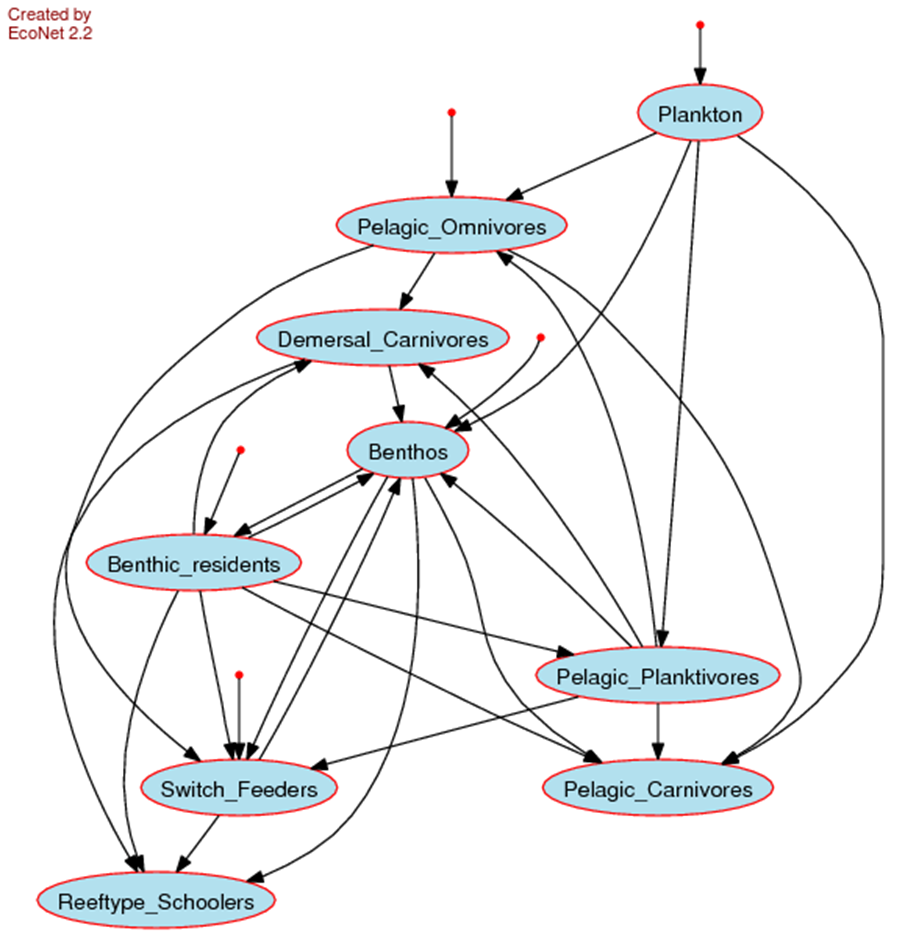 Created by
EcoNet 2.2
Plankton
Pelagic_Omnivores
Demersal_Carnivores
Benthos
Benthic_residents
Pelagic_Planktivores
Switch_Feeders
Pelagic_Carnivores
Reeftype_Schoolers